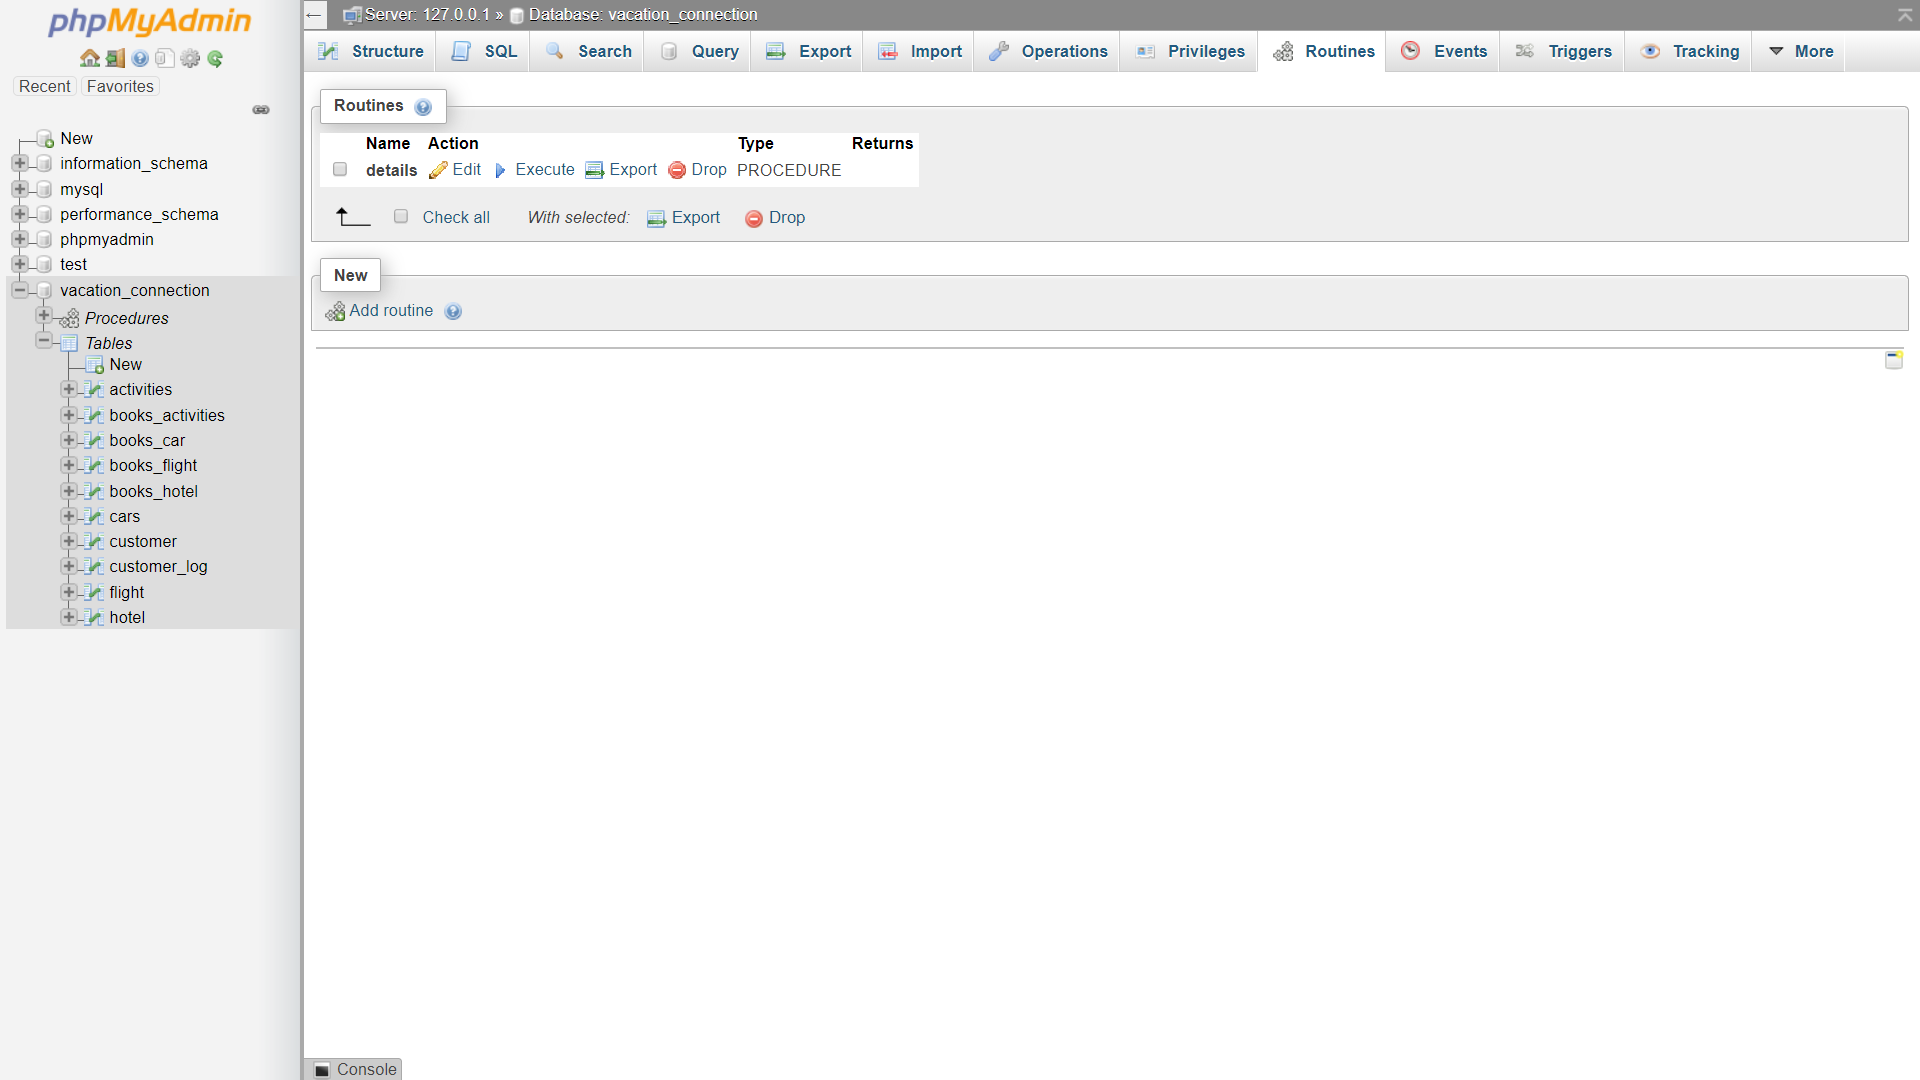 phpMyAdmin
Recent Favorites
New
information_schema
mysql
performance_schema
phpmyadmin
test
vacation_connection
Procedures
Tables
New
activities
books_activities
books_car
books_flight
books_hotel
cars
customer
customer_log
flight
hotel
← Server: 127.0.0.1 » Database: vacation_connection
Structure SQL Search Query Export Import Operations Privileges Routines Events Triggers Tracking More
Routines
Name Action Type Returns
details Edit Execute Export Drop PROCEDURE
Check all With selected: Export Drop
New
Add routine
Console